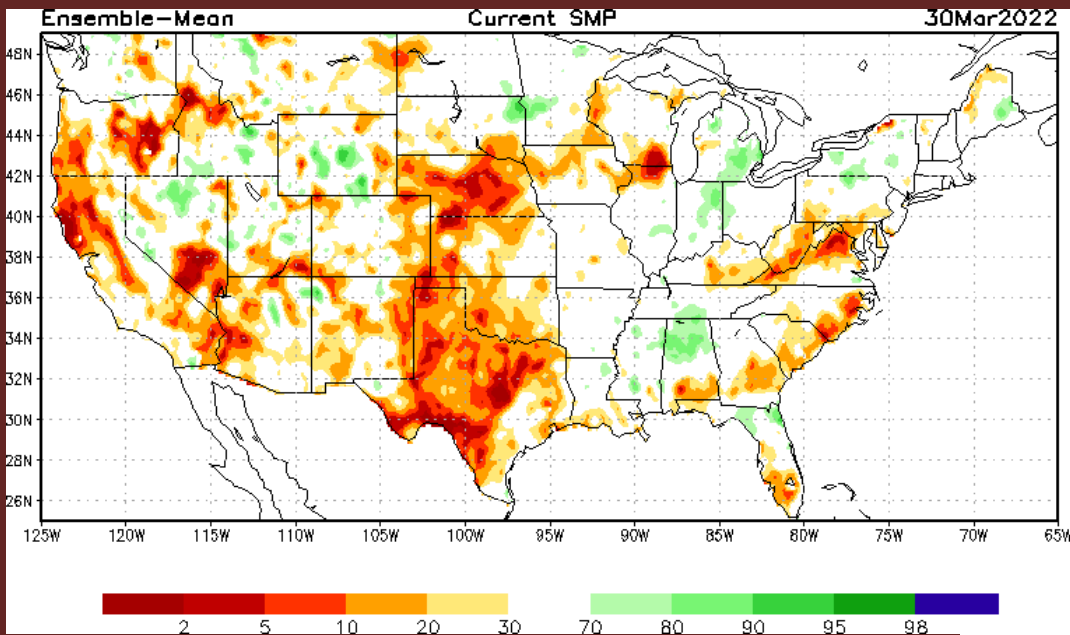 Ensemble-Mean Current SMP 30Mar2022
48N
46N
44N
42N
40N
38N
36N
34N
32N
30N
28N
26N
125W 120W 115W 110W 105W 100W 95W 90W 85W 80W 75W 70W 65W
2 5 10 20 30 70 80 90 95 98